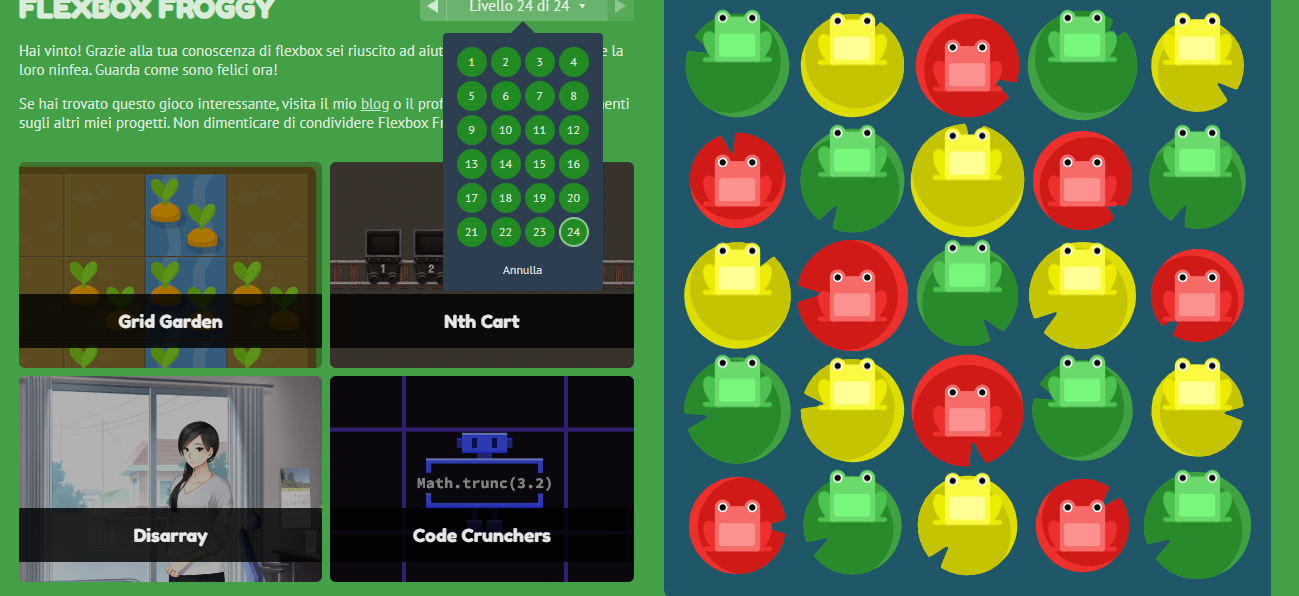 FLEXBOX FROGGY
◀ Livello 24 di 24 ▾ ▶
Hai vinto! Grazie alla tua conoscenza di flexbox sei riuscito ad aiut
e la
loro ninfea. Guarda come sono felici ora!
Se hai trovato questo gioco interessante, visita il mio blog o il prof
menti
sugli altri miei progetti. Non dimenticare di condividere Flexbox Fr
1 2 3 4
5 6 7 8
9 10 11 12
13 14 15 16
17 18 19 20
21 22 23 24
Annulla
1 2
Grid Garden
Nth Cart
Math.trunc(3.2)
Disarray
Code Crunchers